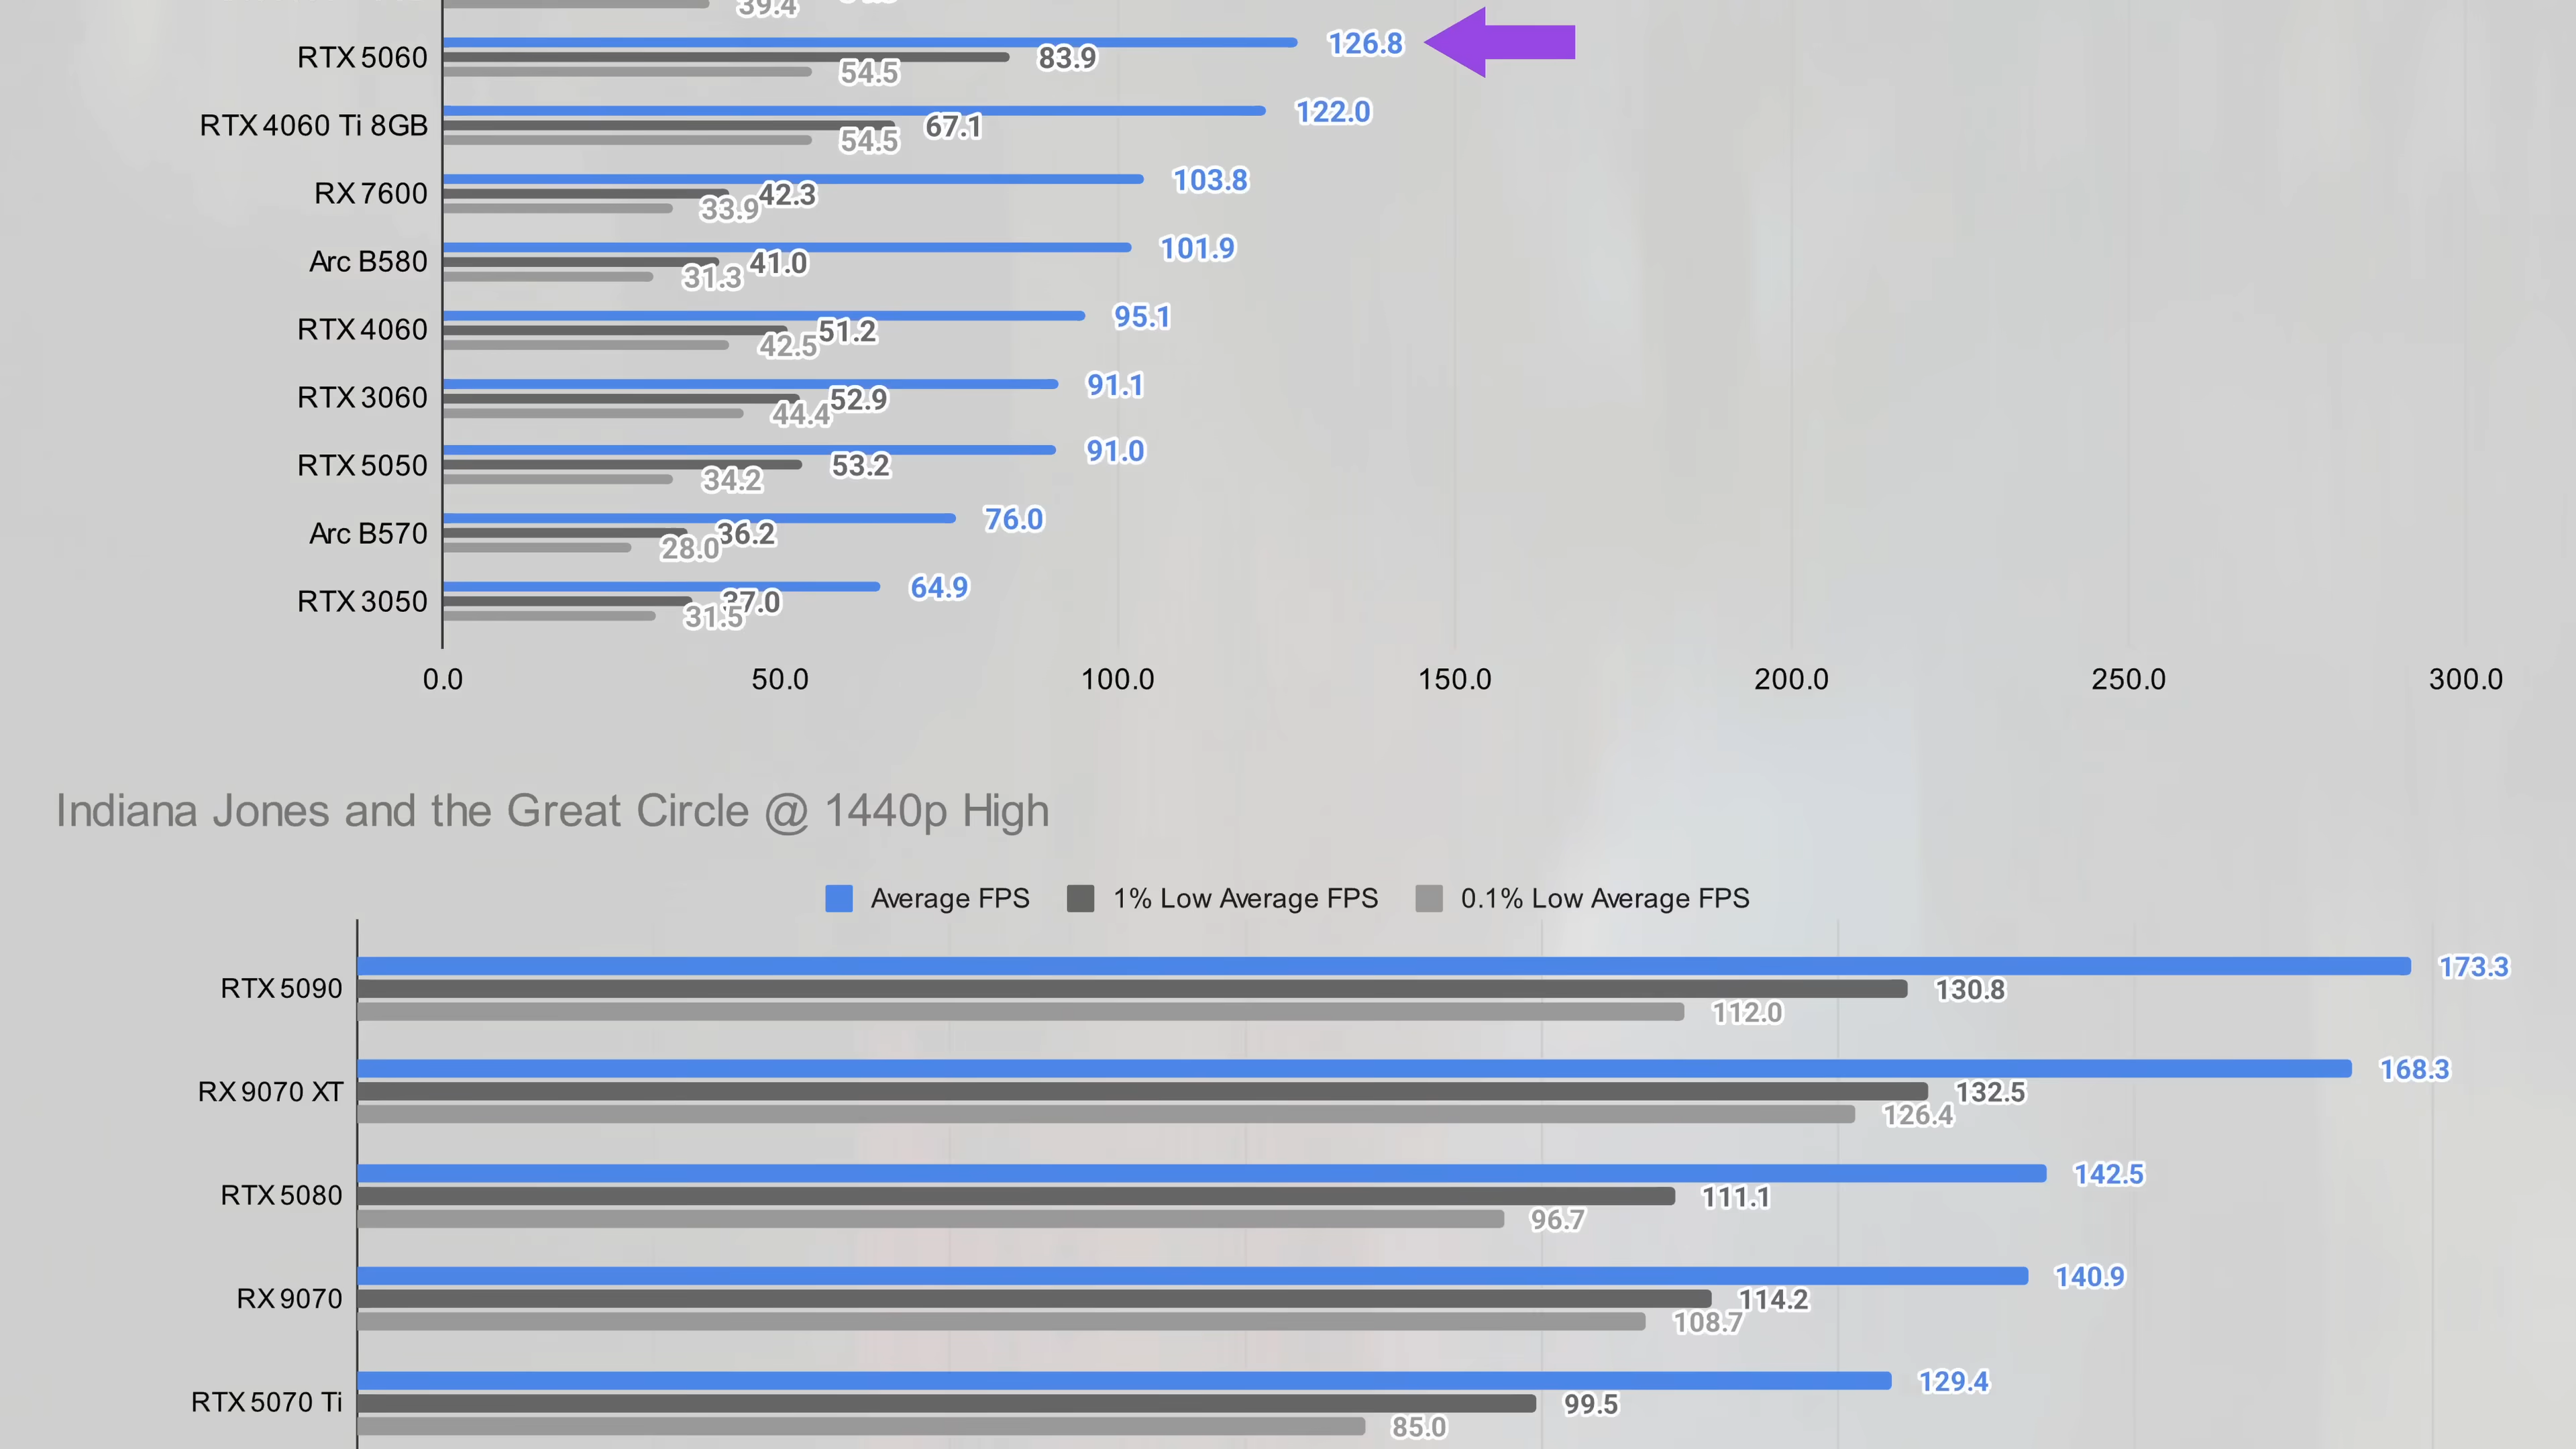 39.4
RTX 5060 126.8 83.9 54.5
RTX 4060 Ti 8GB 122.0 67.1 54.5
RX 7600 103.8 42.3 33.9
Arc B580 101.9 41.0 31.3
RTX 4060 95.1 51.2 42.5
RTX 3060 91.1 52.9 44.4
RTX 5050 91.0 53.2 34.2
Arc B570 76.0 36.2 28.0
RTX 3050 64.9 37.0 31.5
0.0 50.0 100.0 150.0 200.0 250.0 300.0
Indiana Jones and the Great Circle @ 1440p High
Average FPS 1% Low Average FPS 0.1% Low Average FPS
RTX 5090 173.3 130.8 112.0
RX 9070 XT 168.3 132.5 126.4
RTX 5080 142.5 111.1 96.7
RX 9070 140.9 114.2 108.7
RTX 5070 Ti 129.4 99.5 85.0